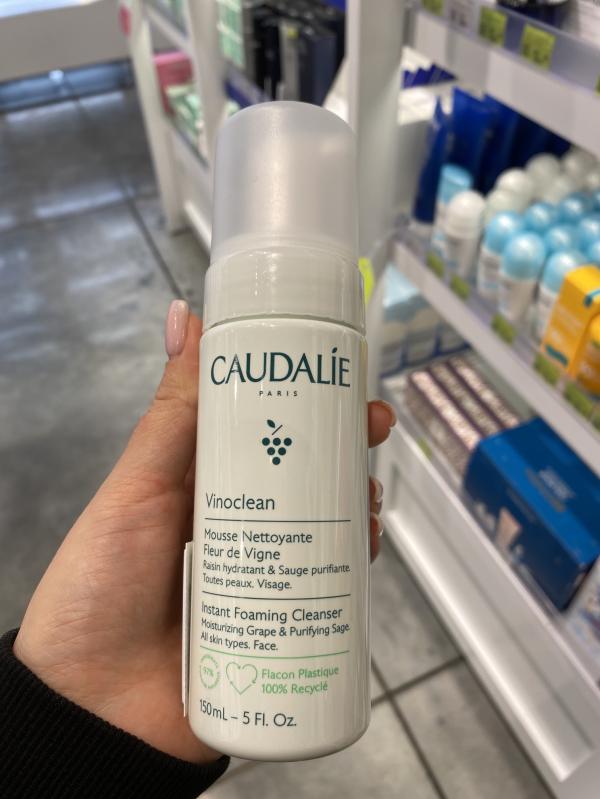 CAUDALÍE
PARIS
Vinoclean
Mousse Nettoyante
Fleur de Vigne
Raisin hydratant & Sauge purifiante.
Toutes peaux. Visage.
Instant Foaming Cleanser
Moisturizing Grape & Purifying Sage.
All skin types. Face.
97%
Flacon Plastique
100% Recyclé
150mL – 5 Fl. Oz.